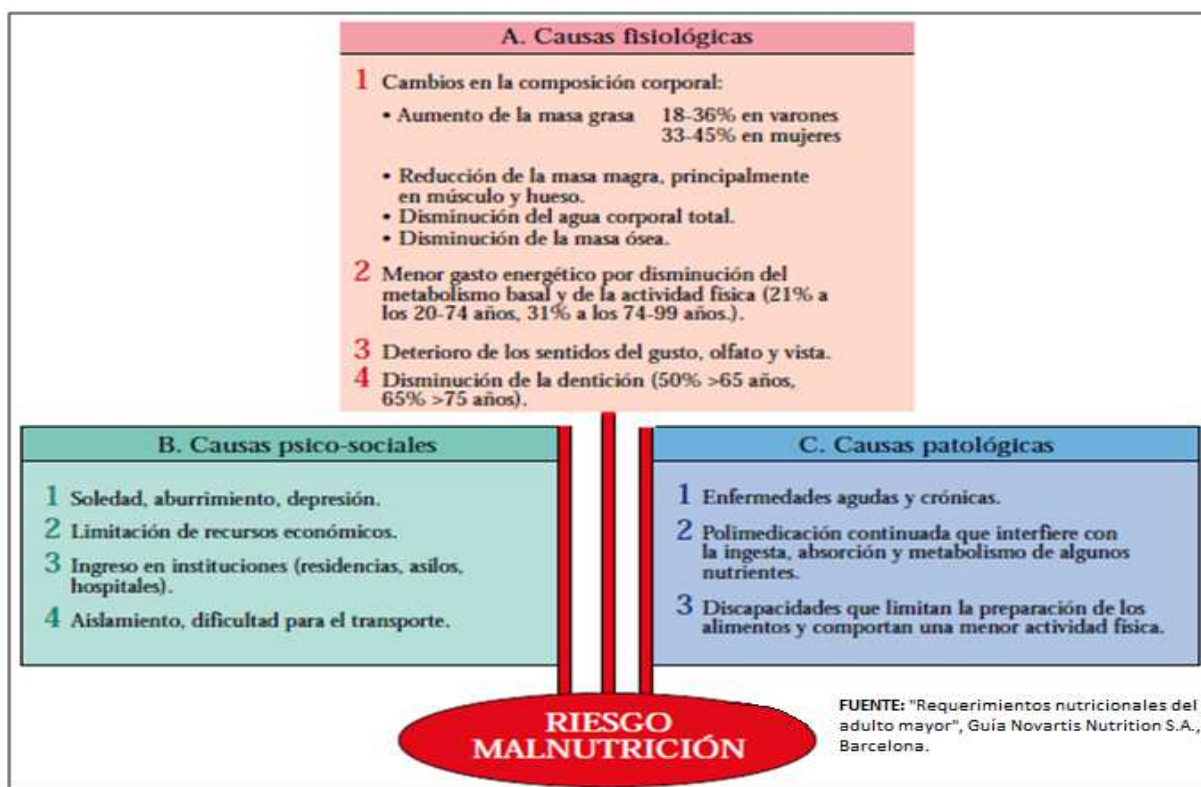 A. Causas fisiológicas
1 Cambios en la composición corporal:
• Aumento de la masa grasa 18-36% en varones
33-45% en mujeres
• Reducción de la masa magra, principalmente
en músculo y hueso.
• Disminución del agua corporal total.
• Disminución de la masa ósea.
2 Menor gasto energético por disminución del
metabolismo basal y de la actividad física (21% a
los 20-74 años, 31% a los 74-99 años.).
3 Deterioro de los sentidos del gusto, olfato y vista.
4 Disminución de la dentición (50% >65 años,
65% >75 años).
B. Causas psico-sociales
1 Soledad, aburrimiento, depresión.
2 Limitación de recursos económicos.
3 Ingreso en instituciones (residencias, asilos,
hospitales).
4 Aislamiento, dificultad para el transporte.
C. Causas patológicas
1 Enfermedades agudas y crónicas.
2 Polimedicación continuada que interfiere con
la ingesta, absorción y metabolismo de algunos
nutrientes.
3 Discapacidades que limitan la preparación de los
alimentos y comportan una menor actividad física.
RIESGO
MALNUTRICIÓN
FUENTE: "Requerimientos nutricionales del
adulto mayor", Guía Novartis Nutrition S.A.,
Barcelona.